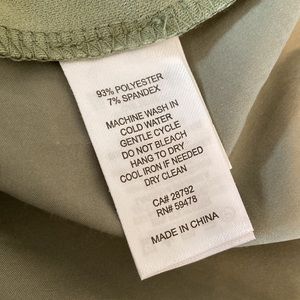 93% POLYESTER
7% SPANDEX
MACHINE WASH IN
COLD WATER
GENTLE CYCLE
DO NOT BLEACH
HANG TO DRY
COOL IRON IF NEEDED
DRY CLEAN
CA# 28792
RN# 59478
MADE IN CHINA